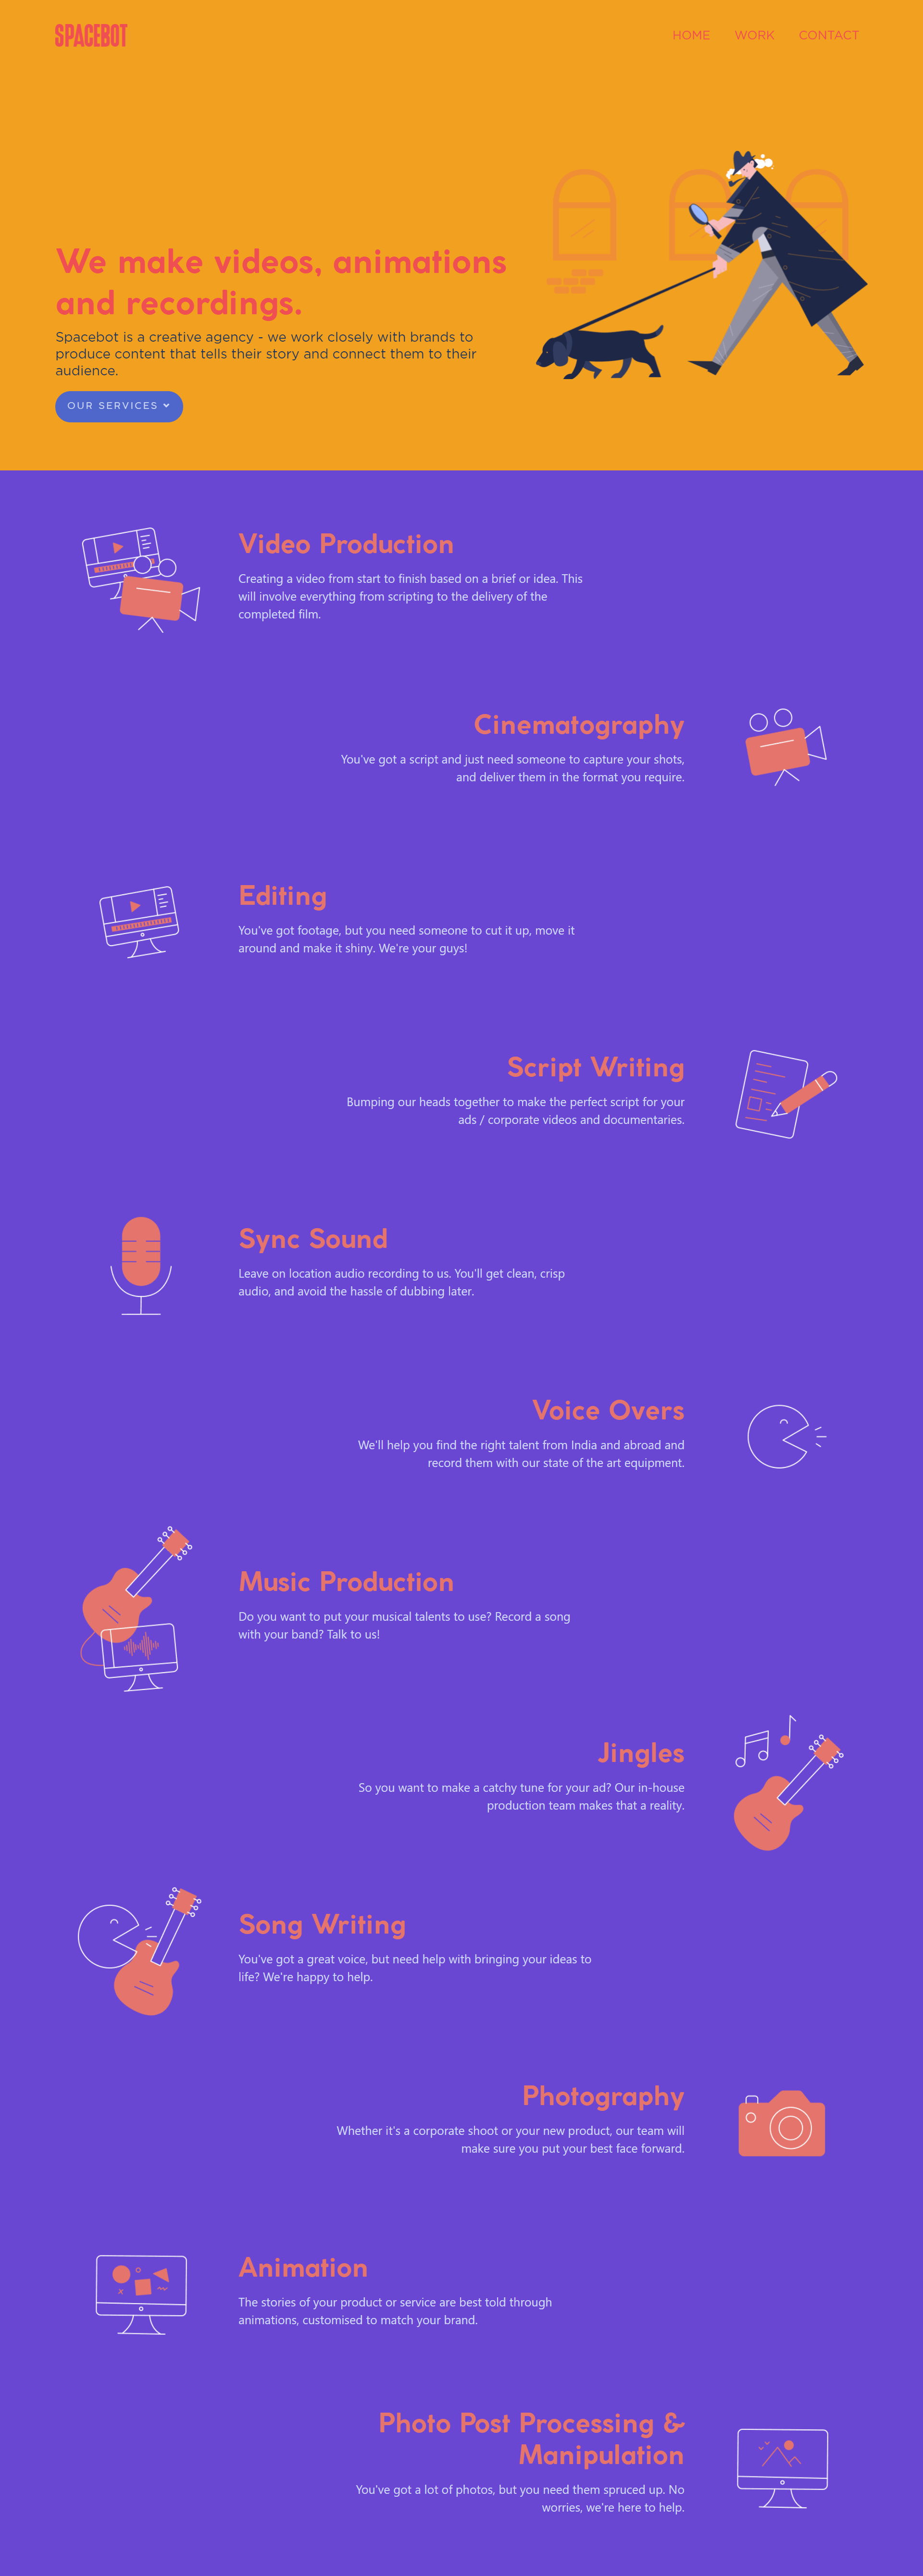 SPACEBOT
HOME WORK CONTACT
We make videos, animations
and recordings.
Spacebot is a creative agency - we work closely with brands to
produce content that tells their story and connect them to their
audience.
OUR SERVICES
Video Production
Creating a video from start to finish based on a brief or idea. This
will involve everything from scripting to the delivery of the
completed film.
Cinematography
You've got a script and just need someone to capture your shots,
and deliver them in the format you require.
Editing
You've got footage, but you need someone to cut it up, move it
around and make it shiny. We're your guys!
Script Writing
Bumping our heads together to make the perfect script for your
ads / corporate videos and documentaries.
Sync Sound
Leave on location audio recording to us. You'll get clean, crisp
audio, and avoid the hassle of dubbing later.
Voice Overs
We'll help you find the right talent from India and abroad and
record them with our state of the art equipment.
Music Production
Do you want to put your musical talents to use? Record a song
with your band? Talk to us!
Jingles
So you want to make a catchy tune for your ad? Our in-house
production team makes that a reality.
Song Writing
You've got a great voice, but need help with bringing your ideas to
life? We're happy to help.
Photography
Whether it's a corporate shoot or your new product, our team will
make sure you put your best face forward.
Animation
The stories of your product or service are best told through
animations, customised to match your brand.
Photo Post Processing &
Manipulation
You've got a lot of photos, but you need them spruced up. No
worries, we're here to help.